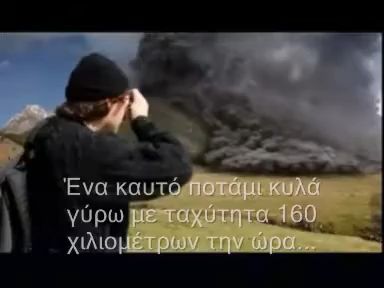 Ένα καυτό ποτάμι κυλά
γύρω με ταχύτητα 160
χιλιομέτρων την ώρα...